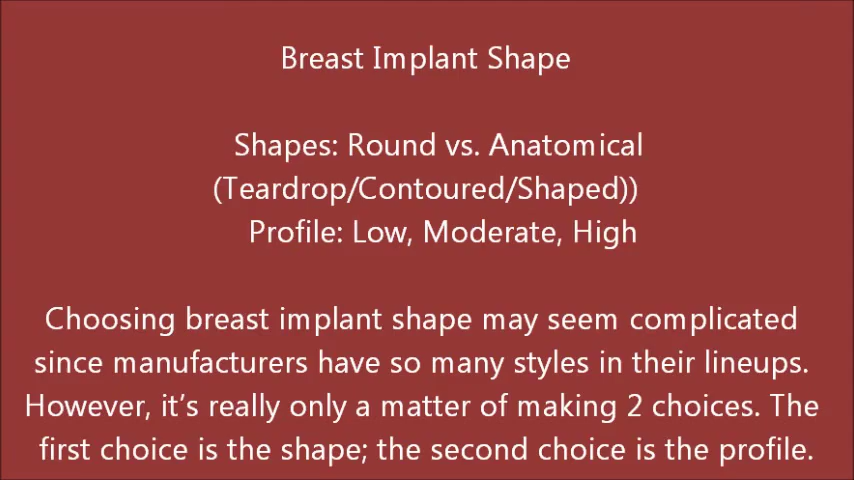 Breast Implant Shape
Shapes: Round vs. Anatomical
(Teardrop/Contoured/Shaped))
Profile: Low, Moderate, High
Choosing breast implant shape may seem complicated
since manufacturers have so many styles in their lineups.
However, it’s really only a matter of making 2 choices. The
first choice is the shape; the second choice is the profile.